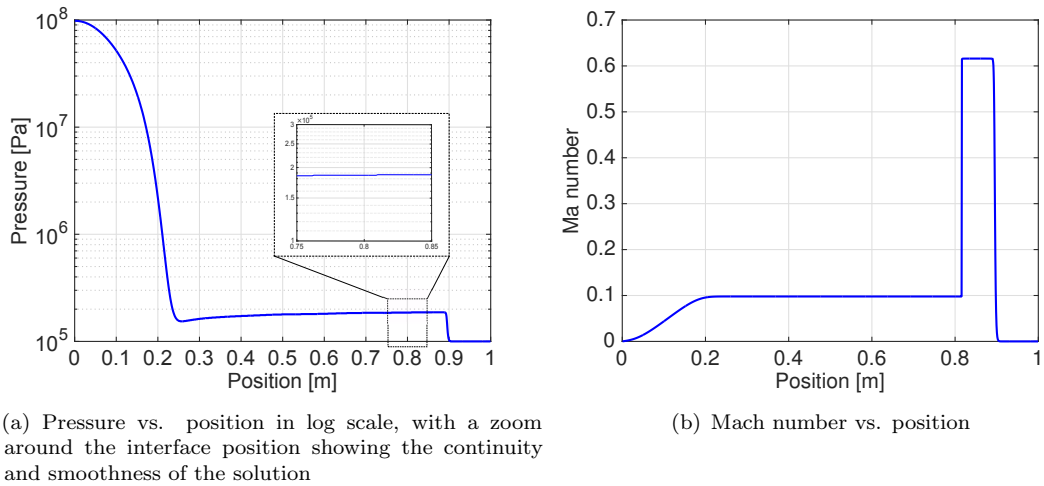 10^8
10^7
10^6
10^5
Pressure [Pa]
0 0.1 0.2 0.3 0.4 0.5 0.6 0.7 0.8 0.9 1
Position [m]
3 ×10^5
2.5
2
1.5
1
0.75 0.8 0.85
(a) Pressure vs. position in log scale, with a zoom
around the interface position showing the continuity
and smoothness of the solution
0.7
0.6
0.5
0.4
0.3
0.2
0.1
0
Ma number
0 0.2 0.4 0.6 0.8 1
Position [m]
(b) Mach number vs. position